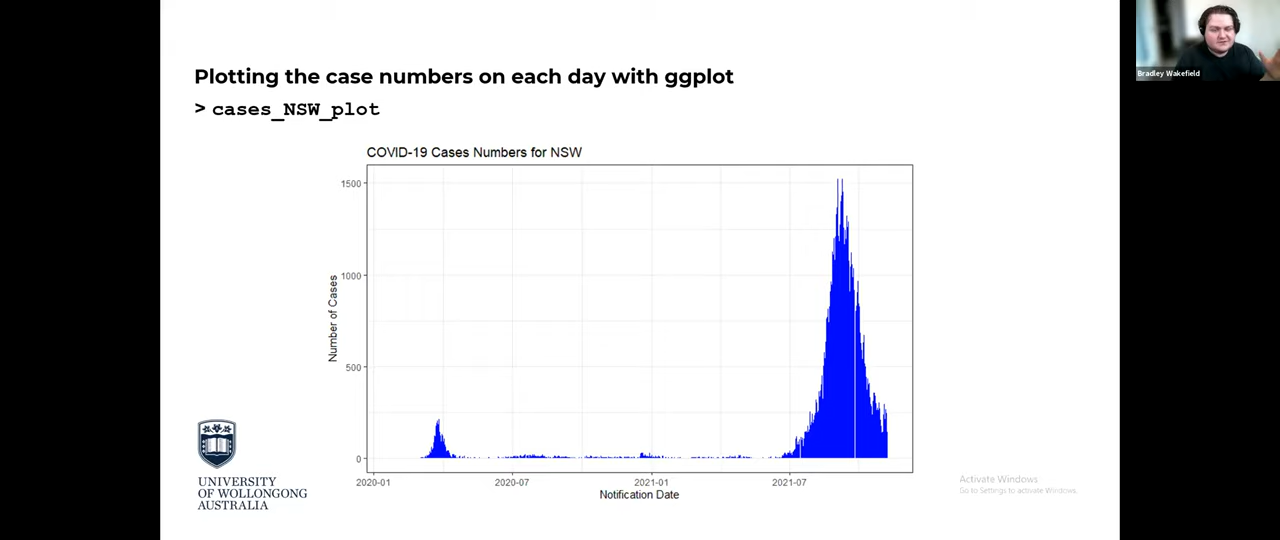 Plotting the case numbers on each day with ggplot
> cases_NSW_plot
COVID-19 Cases Numbers for NSW
1500
1000
500
0
Number of Cases
2020-01
2020-07
2021-01
2021-07
Notification Date
UNIVERSITY
OF WOLLONGONG
AUSTRALIA
Activate Windows
Go to Settings to activate Windows.
Bradley Wakefield